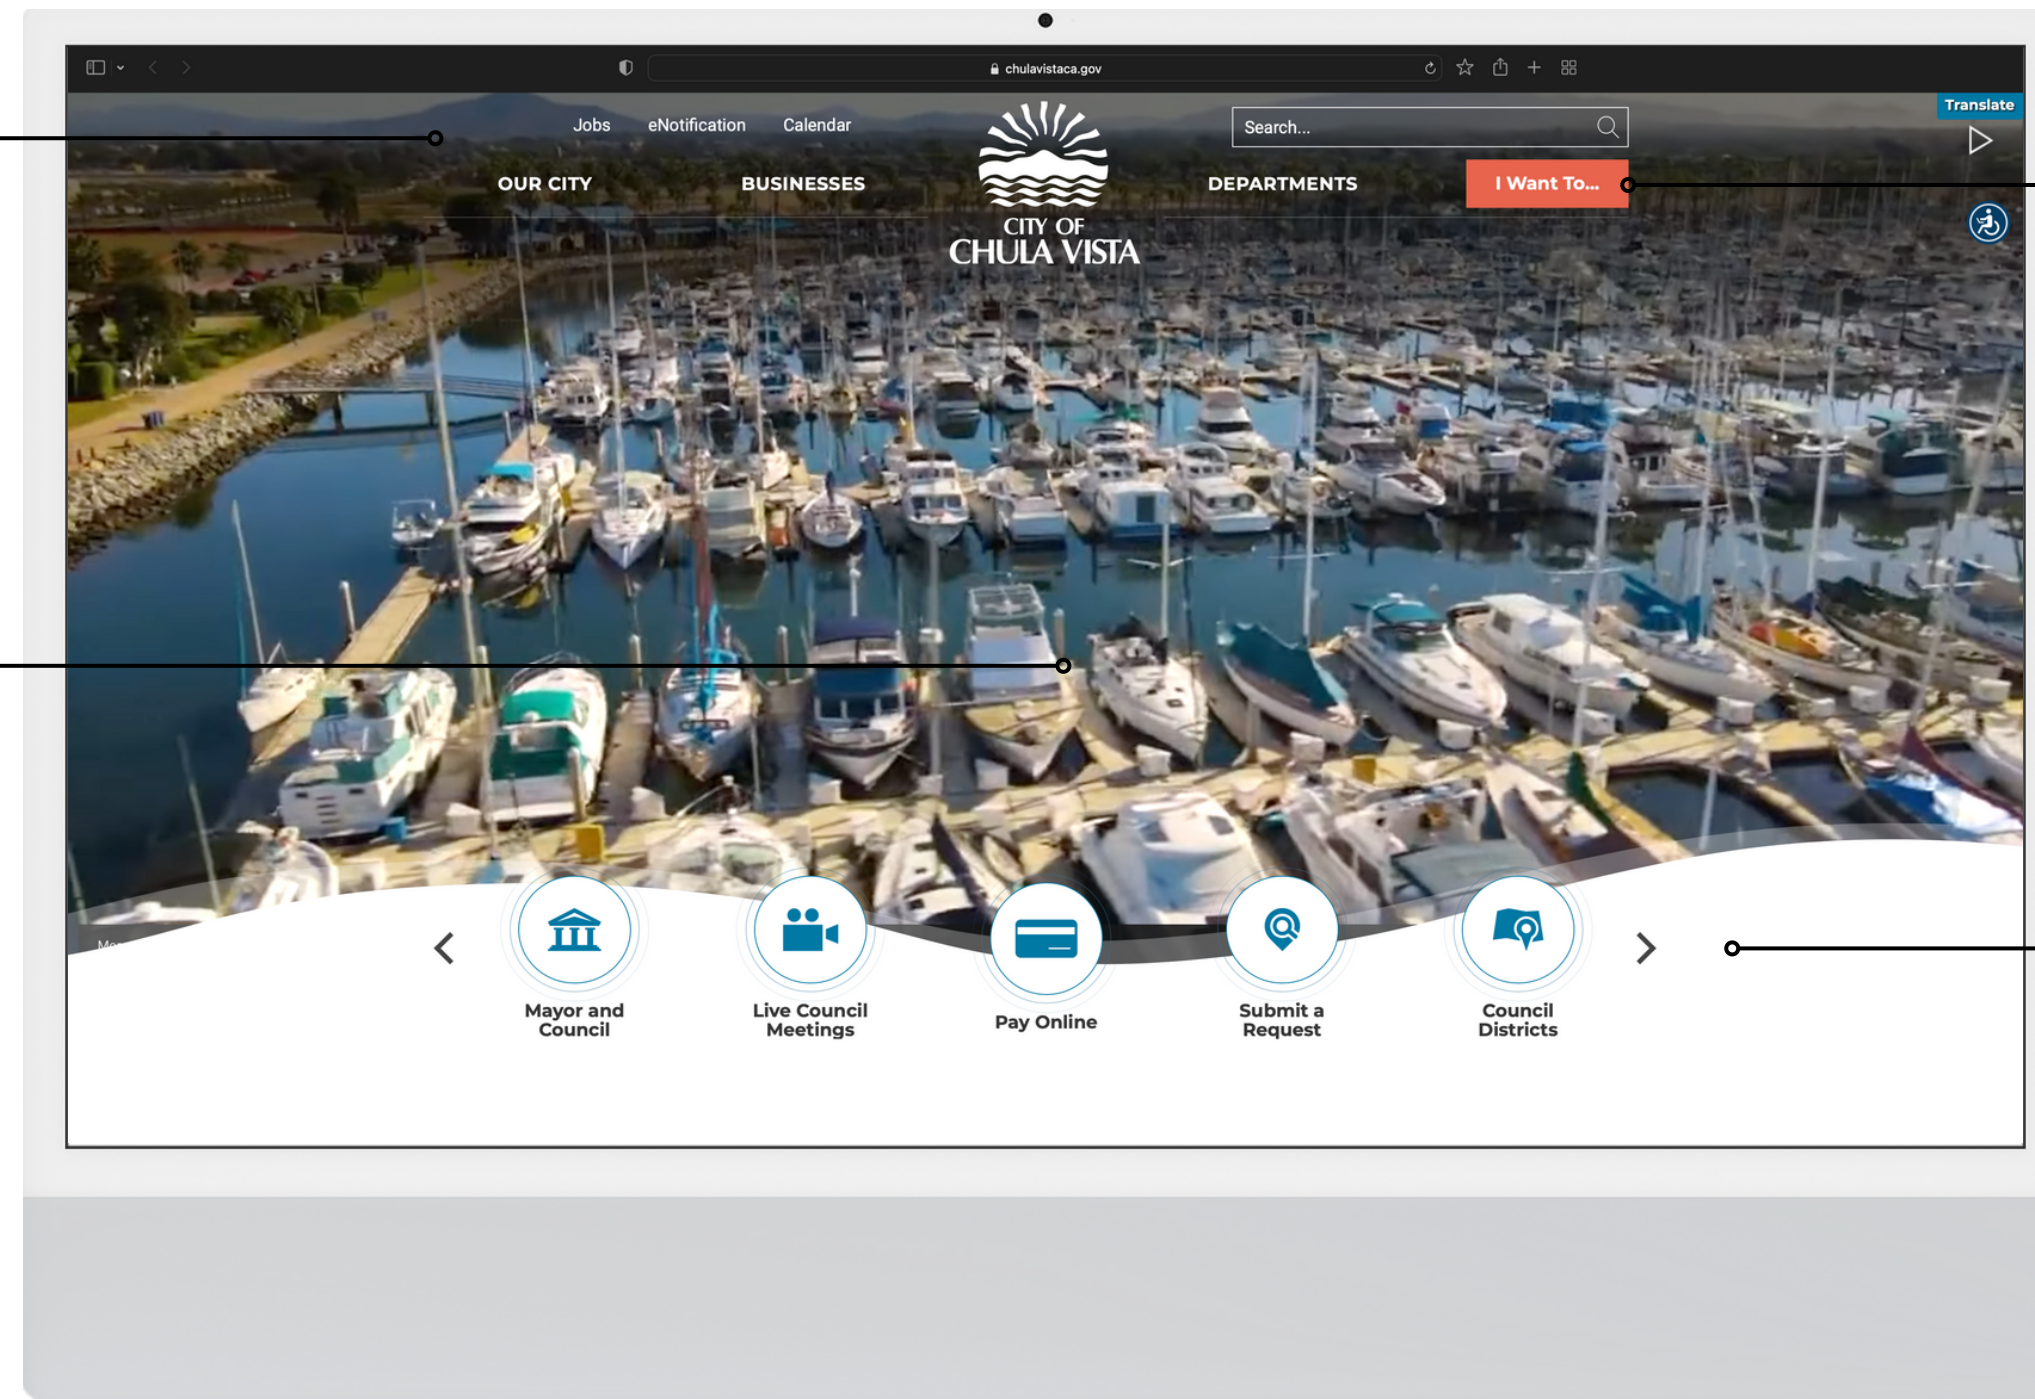 chulavistaca.gov
Translate
Jobs eNotification Calendar
Search...
OUR CITY BUSINESSES DEPARTMENTS I Want To...
CITY OF
CHULA VISTA
Mayor and
Council
Live Council
Meetings
Pay Online
Submit a
Request
Council
Districts